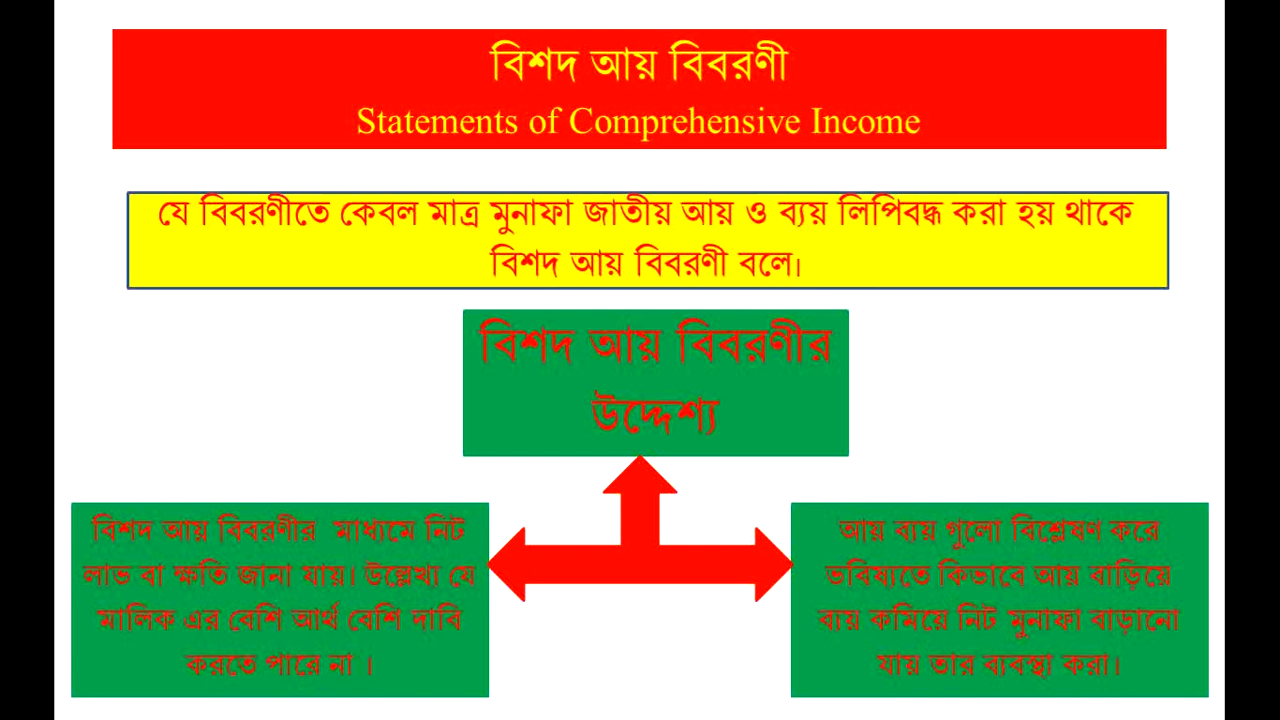 বিশদ আয় বিবরণী
Statements of Comprehensive Income
যে বিবরণীতে কেবল মাত্র মুনাফা জাতীয় আয় ও ব্যয় লিপিবদ্ধ করা হয় থাকে
বিশদ আয় বিবরণী বলে।
বিশদ আয় বিবরণীর
উদ্দেশ্য
বিশদ আয় বিবরণীর মাধ্যমে নিট
লাভ বা ক্ষতি জানা যায়। উল্লেখ্য যে
মালিক এর বেশি আর্থ বেশি দাবি
করতে পারে না ।
আয় ব্যয় গুলো বিশ্লেষণ করে
ভবিষ্যতে কিভাবে আয় বাড়িয়ে
ব্যয় কমিয়ে নিট মুনাফা বাড়ানো
যায় তার ব্যবস্থা করা।